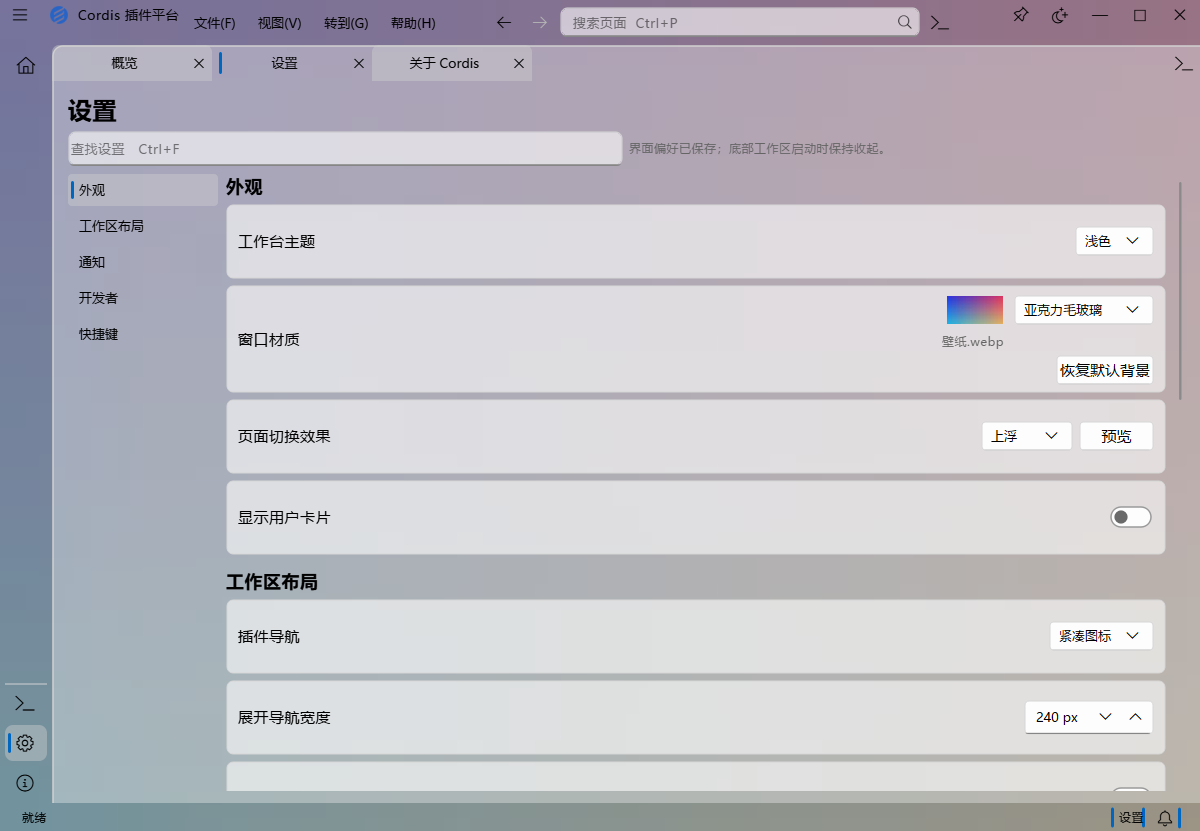 Cordis 插件平台 文件(F) 视图(V) 转到(G) 帮助(H) 搜索页面 Ctrl+P
概览 设置 关于 Cordis
设置
查找设置 Ctrl+F 界面偏好已保存；底部工作区启动时保持收起。
外观
工作区布局
通知
开发者
快捷键
外观
工作台主题 浅色
窗口材质 亚克力毛玻璃
壁纸.webp
恢复默认背景
页面切换效果 上浮 预览
显示用户卡片
工作区布局
插件导航 紧凑图标
展开导航宽度 240 px
就绪 设置